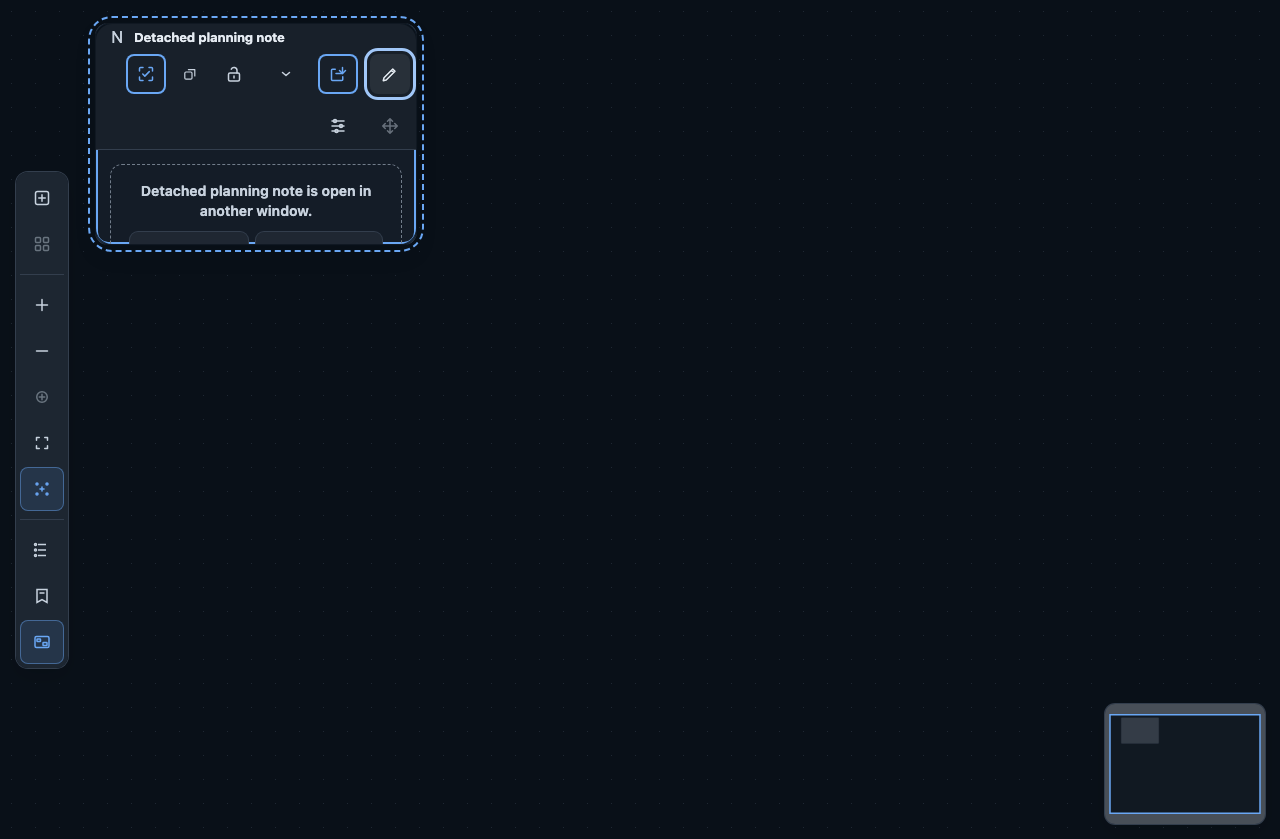 N Detached planning note
Detached planning note is open in
another window.